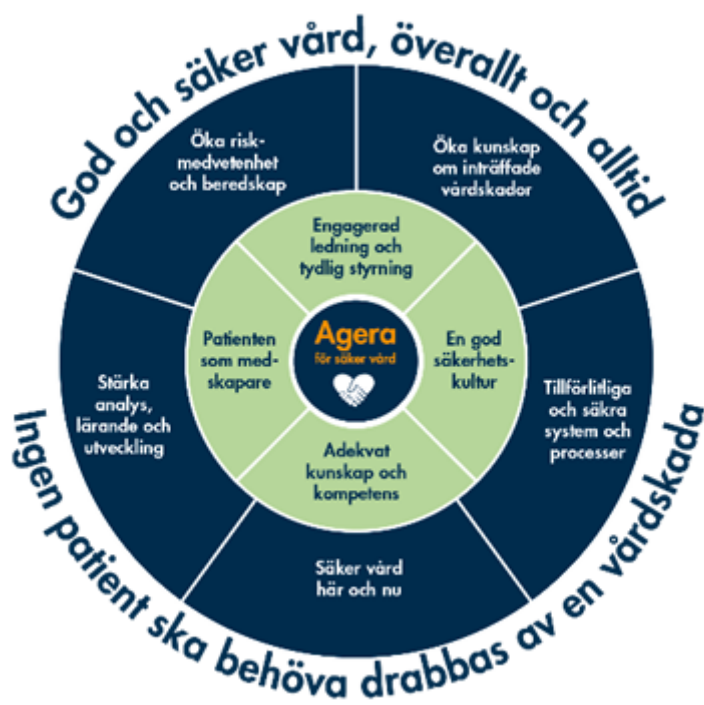 God och säker vård, överallt och alltid
Öka risk-
medvetenhet
och beredskap
Öka kunskap
om inträffade
vårdskador
Engagerad
ledning och
tydlig styrning
Patienten
som med-
skapare
Agera
för säker vård
En god
säkerhets-
kultur
Adekvat
kunskap och
kompetens
Stärka
analys,
lärande och
utveckling
Tillförlitliga
och säkra
system och
processer
Säker vård
här och nu
Ingen patient ska behöva drabbas av en vårdskada